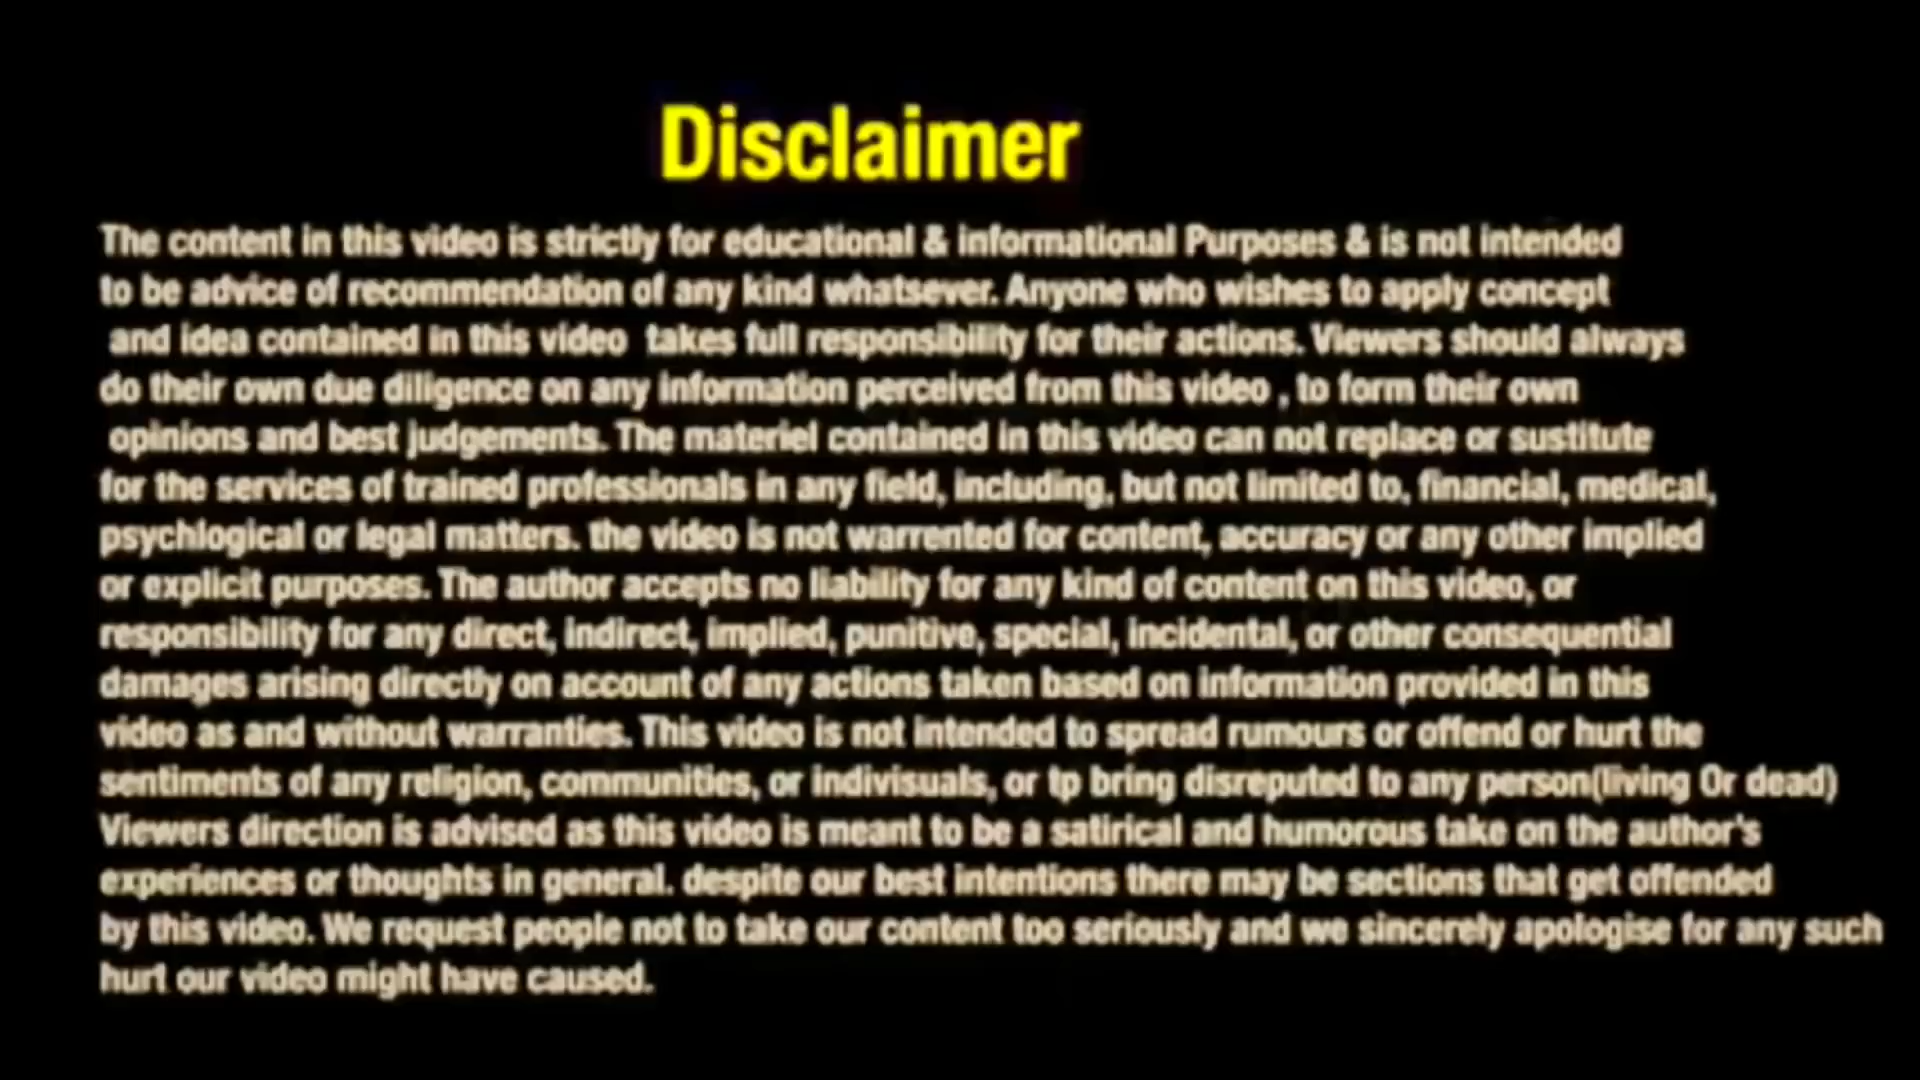 Disclaimer
The content in this video is strictly for educational & informational Purposes & is not intended
to be advice of recommendation of any kind whatsever. Anyone who wishes to apply concept
and idea contained in this video takes full responsibility for their actions. Viewers should always
do their own due diligence on any information perceived from this video , to form their own
opinions and best judgements. The materiel contained in this video can not replace or sustitute
for the services of trained professionals in any field, including, but not limited to, financial, medical,
psychlogical or legal matters. the video is not warrented for content, accuracy or any other implied
or explicit purposes. The author accepts no liability for any kind of content on this video, or
responsibility for any direct, indirect, implied, punitive, special, incidental, or other consequential
damages arising directly on account of any actions taken based on information provided in this
video as and without warranties. This video is not intended to spread rumours or offend or hurt the
sentiments of any religion, communities, or indivisuals, or tp bring disreputed to any person(living Or dead)
Viewers direction is advised as this video is meant to be a satirical and humorous take on the author's
experiences or thoughts in general. despite our best intentions there may be sections that get offended
by this video. We request people not to take our content too seriously and we sincerely apologise for any such
hurt our video might have caused.